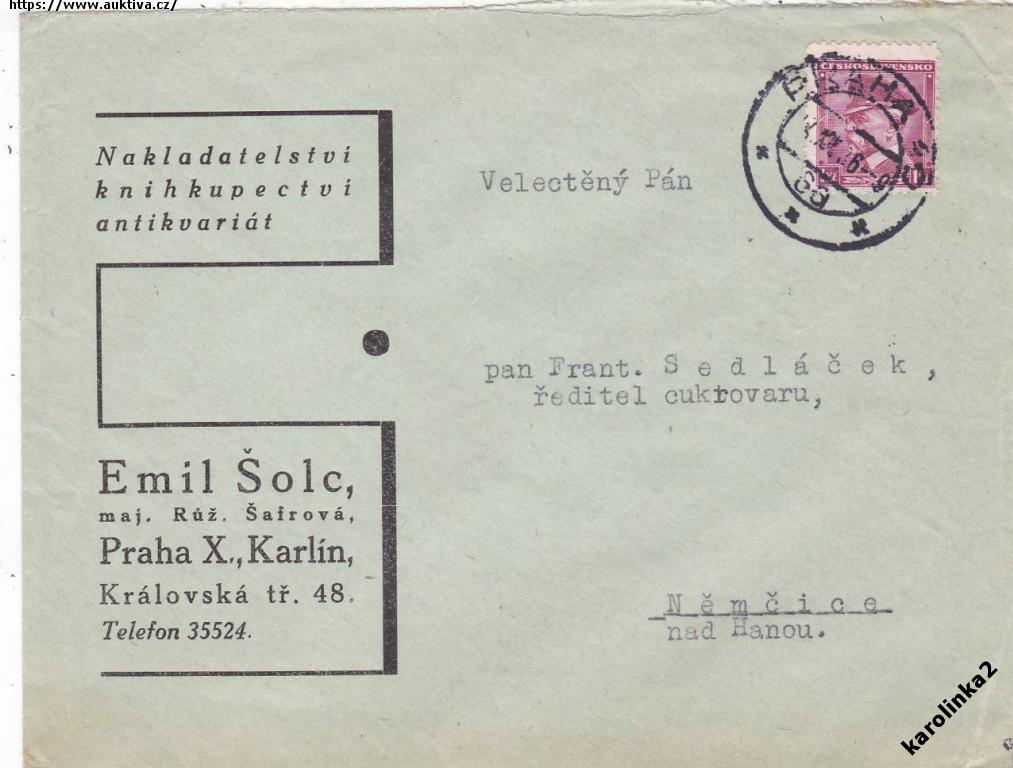 https://www.auktiva.cz/
Nakladatelství
knihkupectví
antikvariát
ČESKOSLOVENSKO
PRAHA
Velectěný Pán
pan Frant. Sedláček,
ředitel cukrovaru,
Emil Šolc,
maj. Růž. Šafrová,
Praha X., Karlín,
Královská tř. 48.
Telefon 35524.
Němčice
nad Hanou.
karolinka2